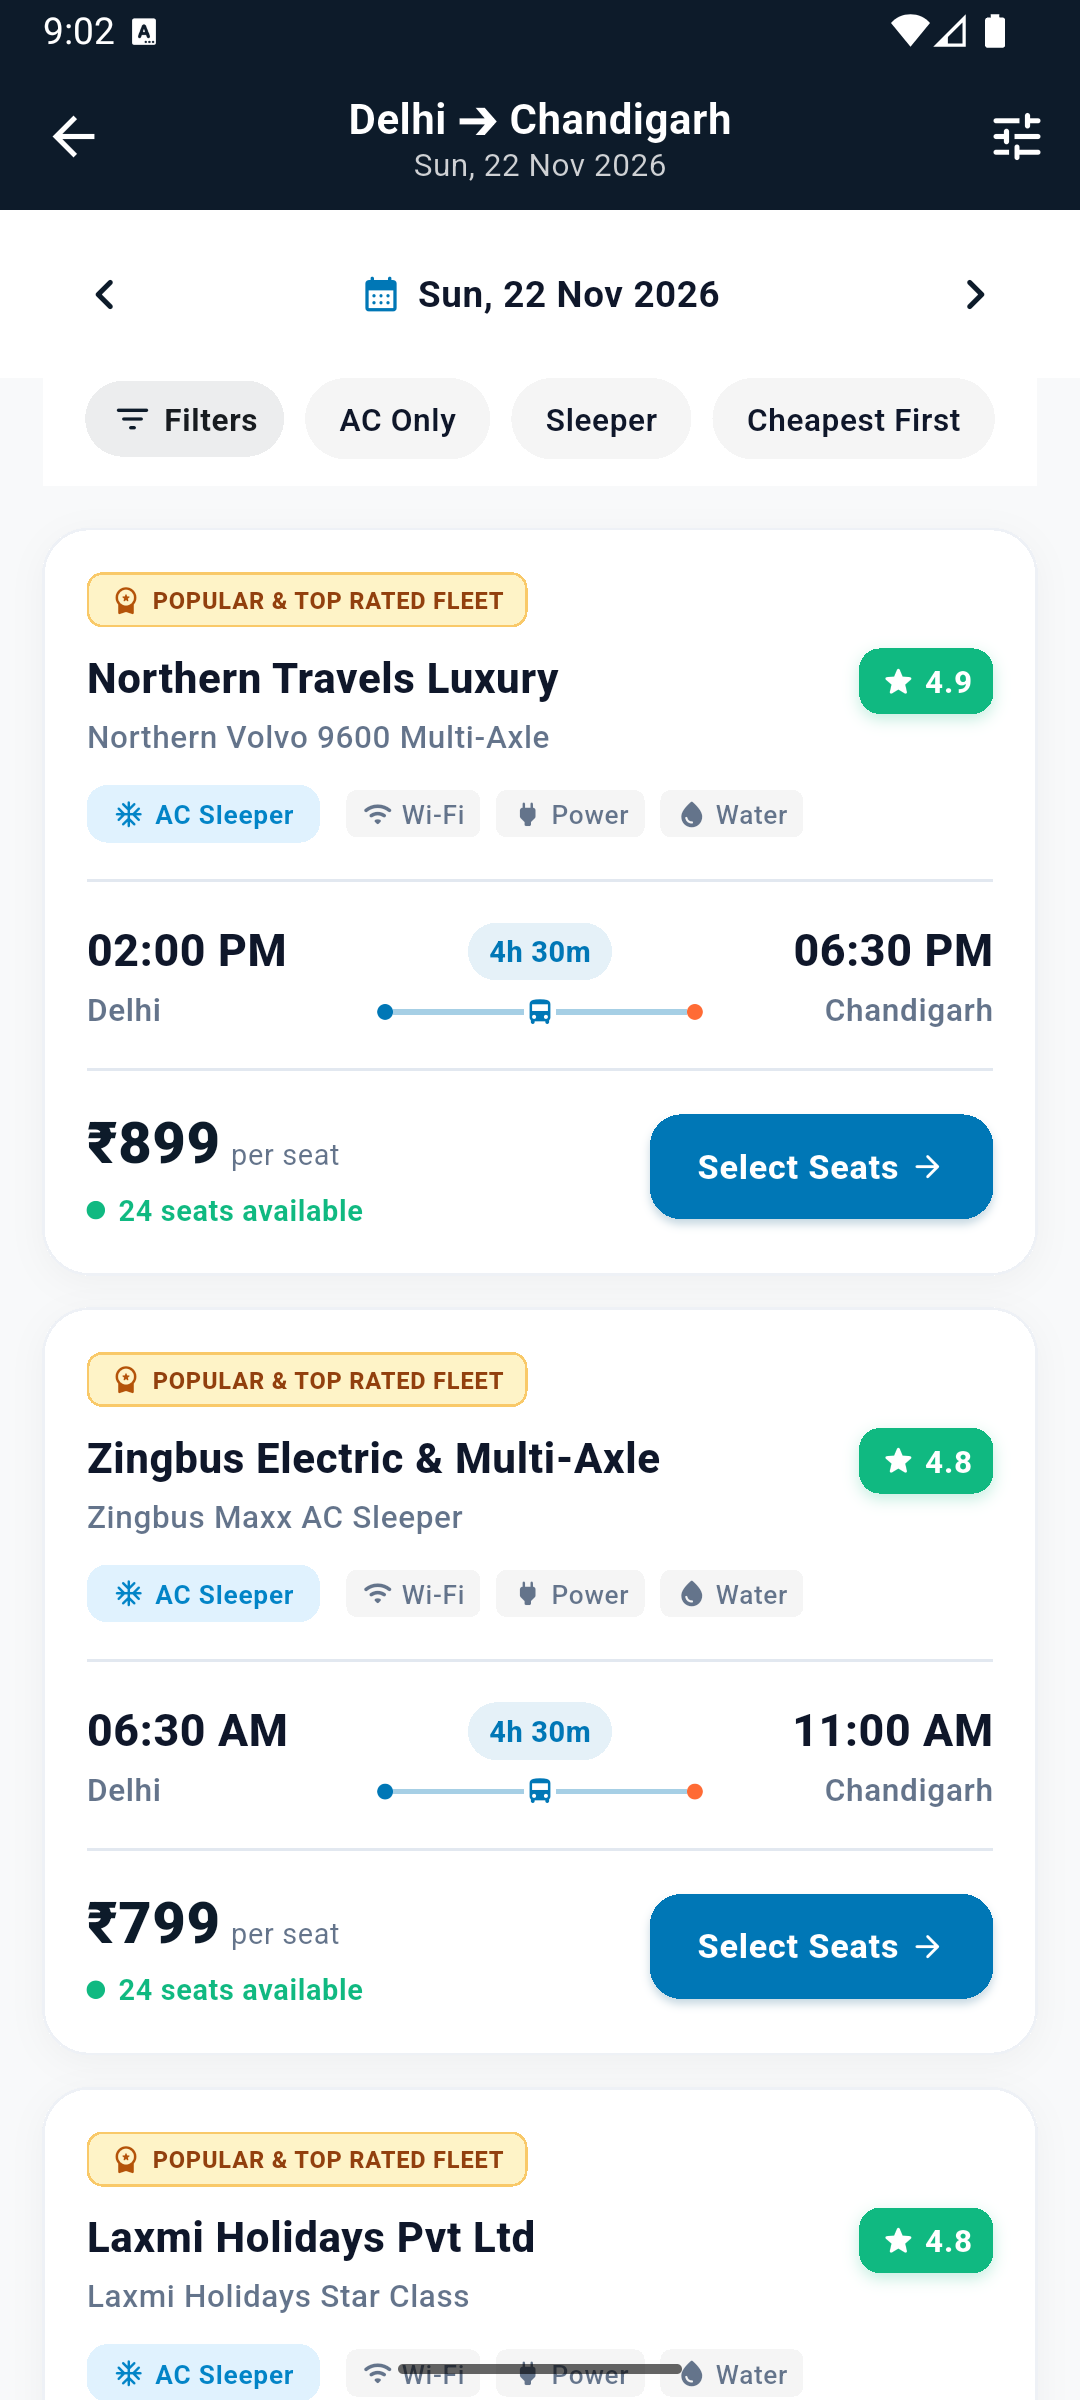 9:02
Delhi → Chandigarh
Sun, 22 Nov 2026
Sun, 22 Nov 2026
Filters
AC Only
Sleeper
Cheapest First
POPULAR & TOP RATED FLEET
Northern Travels Luxury
4.9
Northern Volvo 9600 Multi-Axle
AC Sleeper
Wi-Fi
Power
Water
02:00 PM
4h 30m
06:30 PM
Delhi
Chandigarh
₹899 per seat
Select Seats →
24 seats available
POPULAR & TOP RATED FLEET
Zingbus Electric & Multi-Axle
4.8
Zingbus Maxx AC Sleeper
AC Sleeper
Wi-Fi
Power
Water
06:30 AM
4h 30m
11:00 AM
Delhi
Chandigarh
₹799 per seat
Select Seats →
24 seats available
POPULAR & TOP RATED FLEET
Laxmi Holidays Pvt Ltd
4.8
Laxmi Holidays Star Class
AC Sleeper
Wi-Fi
Power
Water